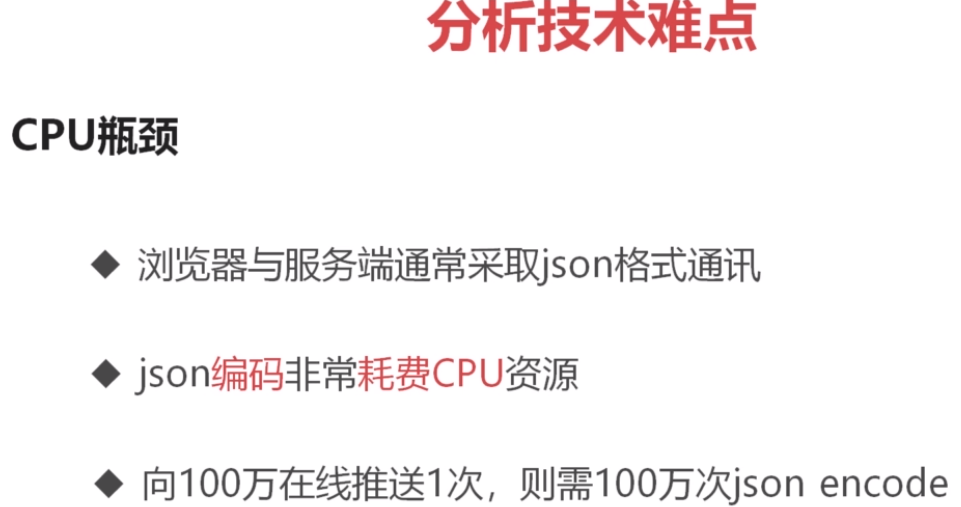 分析技术难点
CPU瓶颈
浏览器与服务端通常采取json格式通讯
json编码非常耗费CPU资源
向100万在线推送1次，则需100万次json encode